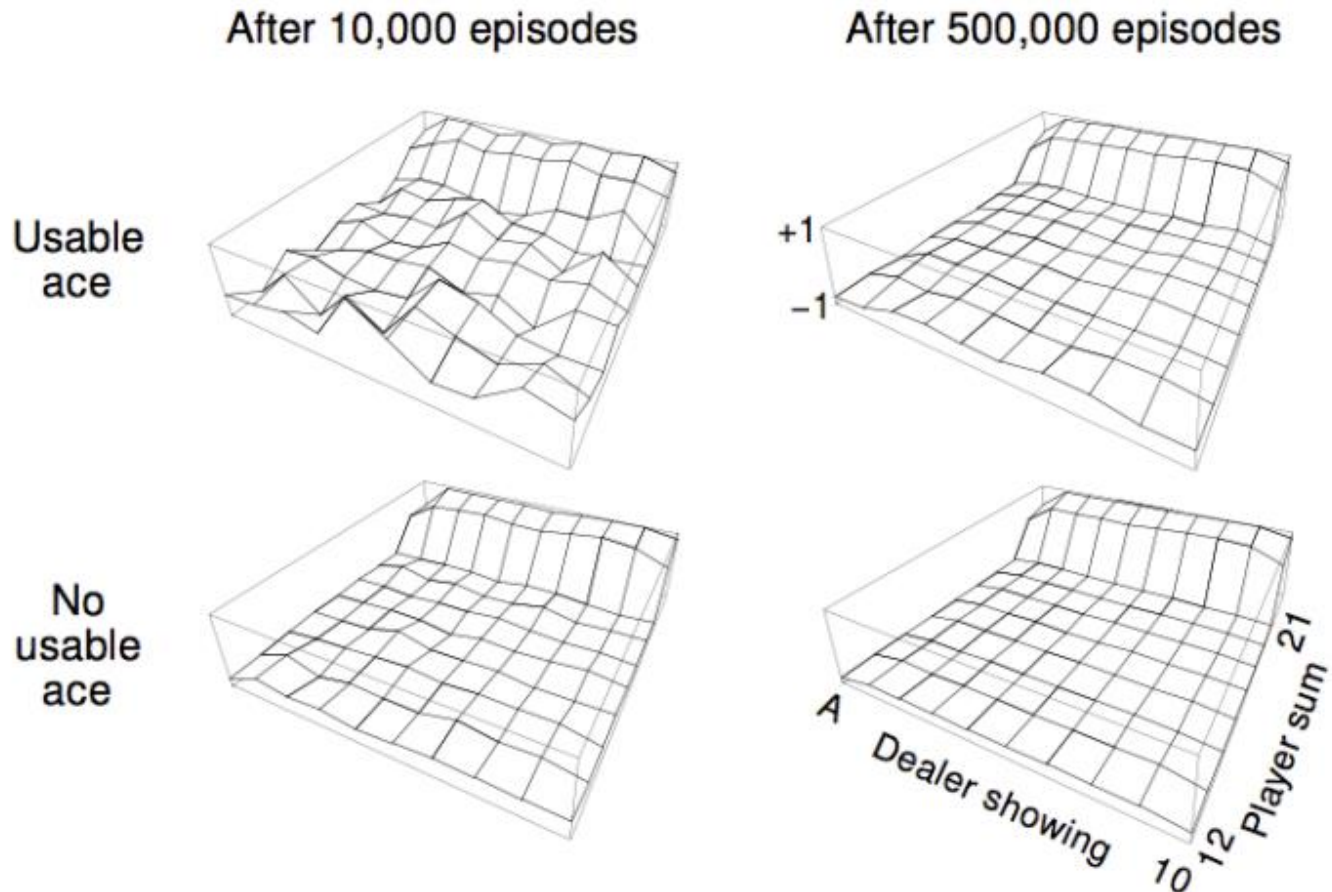 After 10,000 episodes
After 500,000 episodes
Usable
ace
+1
−1
No
usable
ace
A
Dealer showing
10
12
Player sum
21